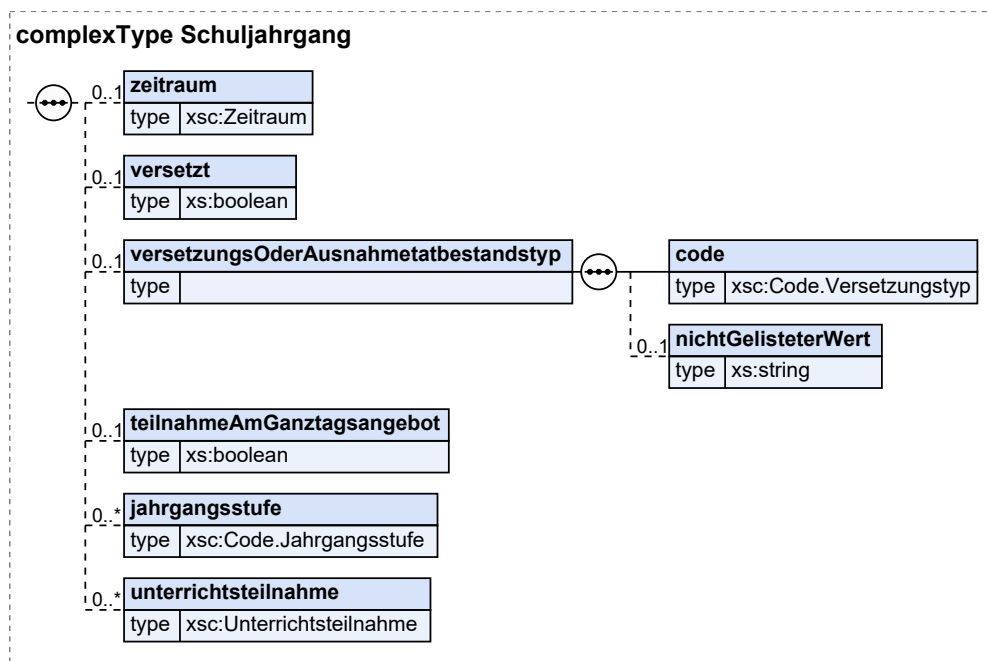 complexType Schuljahrgang
0..1 zeitraum
type xsc:Zeitraum
0..1 versetzt
type xs:boolean
0..1 versetzungsOderAusnahmetatbestandstyp
type
code
type xsc:Code.Versetzungstyp
0..1 nichtGelisteterWert
type xs:string
0..1 teilnahmeAmGanztagsangebot
type xs:boolean
0..* jahrgangsstufe
type xsc:Code.Jahrgangsstufe
0..* unterrichtsteilnahme
type xsc:Unterrichtsteilnahme